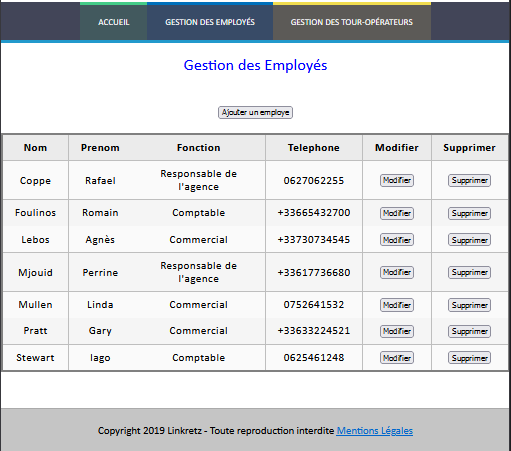 ACCUEIL GESTION DES EMPLOYÉS GESTION DES TOUR-OPÉRATEURS
Gestion des Employés
Ajouter un employe
Nom Prenom Fonction Telephone Modifier Supprimer
Coppe Rafael Responsable de l'agence 0627062255 Modifier Supprimer
Foulinos Romain Comptable +33665432700 Modifier Supprimer
Lebos Agnès Commercial +33730734545 Modifier Supprimer
Mjouid Perrine Responsable de l'agence +33617736680 Modifier Supprimer
Mullen Linda Commercial 0752641532 Modifier Supprimer
Pratt Gary Commercial +33633224521 Modifier Supprimer
Stewart Iago Comptable 0625461248 Modifier Supprimer
Copyright 2019 Linkretz - Toute reproduction interdite Mentions Légales